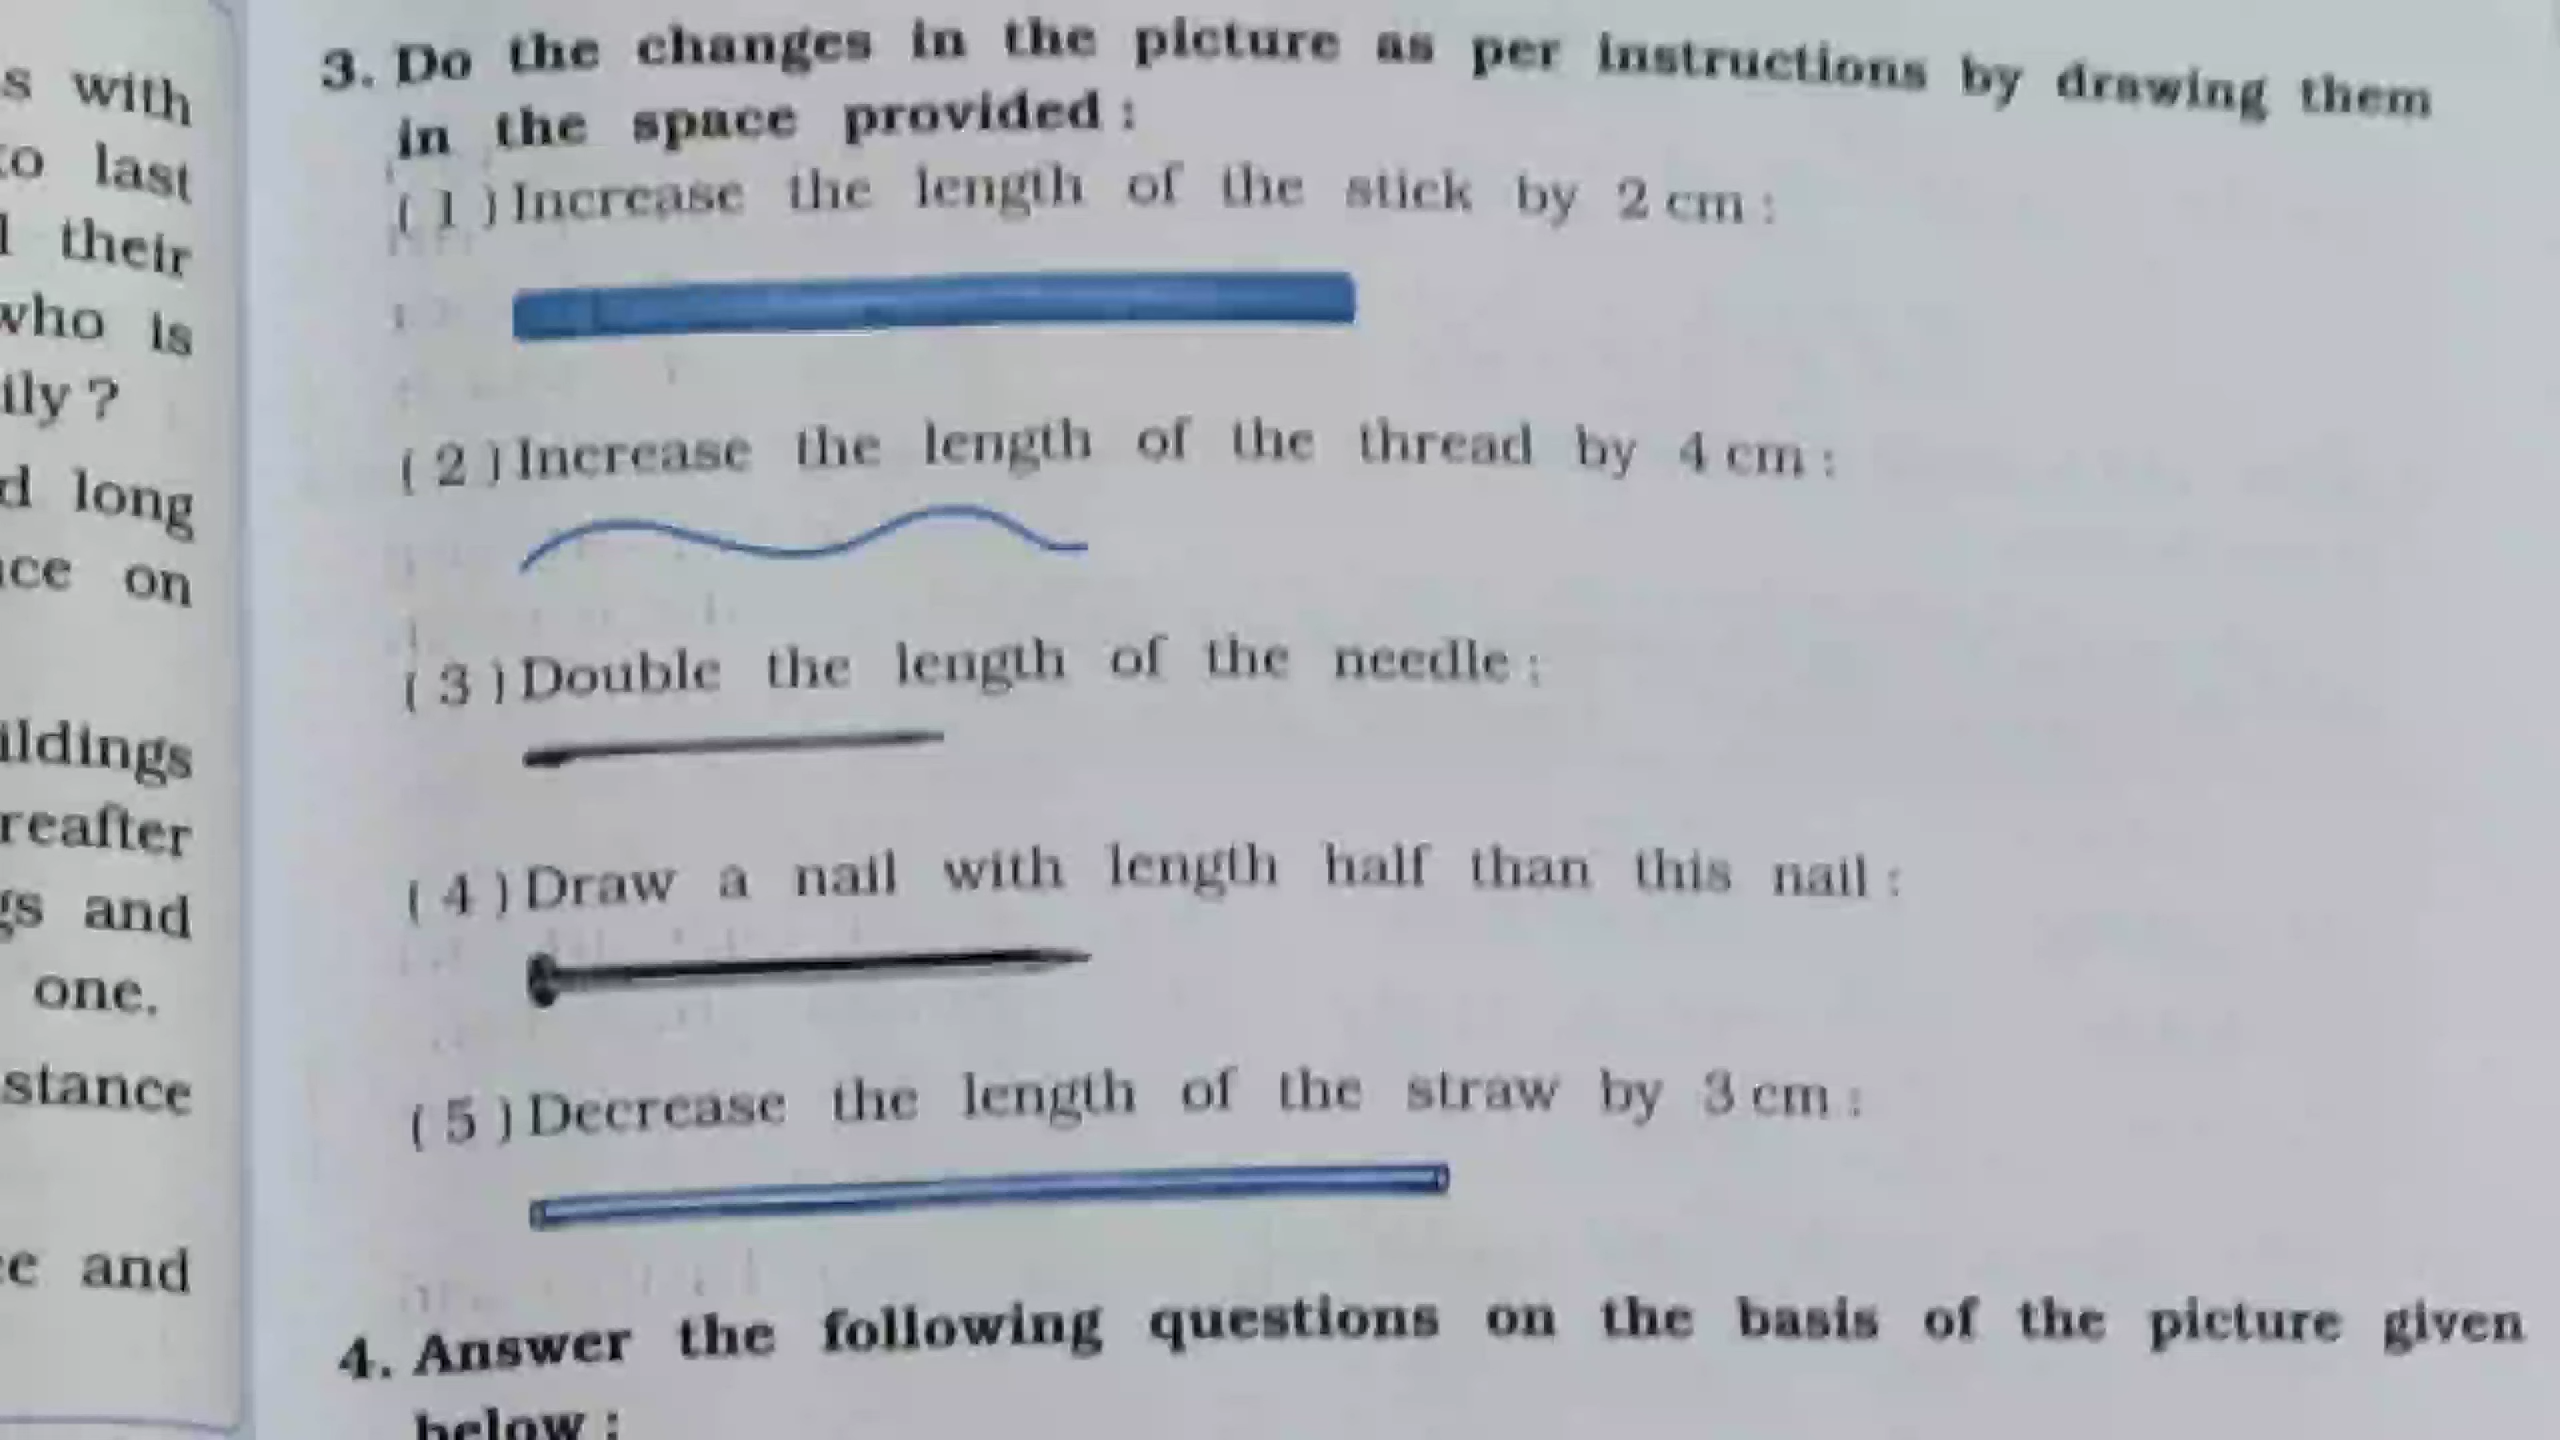 s with
to last
their
who is
ily ?
d long
nce on
ildings
reafter
gs and
one.
stance
e and
3. Do the changes in the picture as per instructions by drawing them
in the space provided :
( 1 ) Increase the length of the stick by 2 cm :
( 2 ) Increase the length of the thread by 4 cm :
( 3 ) Double the length of the needle :
( 4 ) Draw a nail with length half than this nail :
( 5 ) Decrease the length of the straw by 3 cm :
4. Answer the following questions on the basis of the picture given
below :